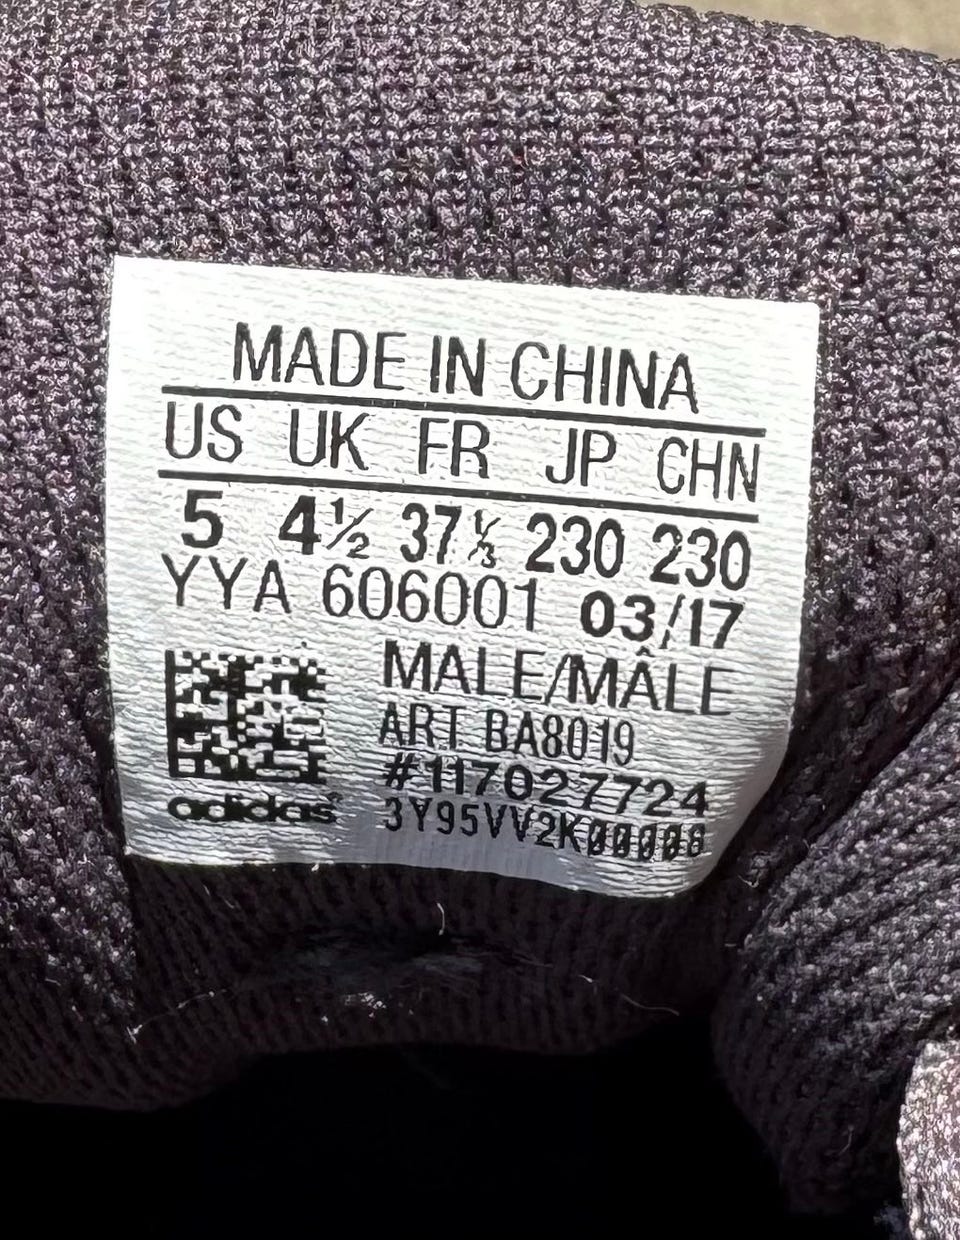 MADE IN CHINA
US UK FR JP CHN
5 4½ 37⅓ 230 230
YYA 606001 03/17
MALE/MÂLE
ART BA8019
#117027724
adidas® 3Y95VV2K00000